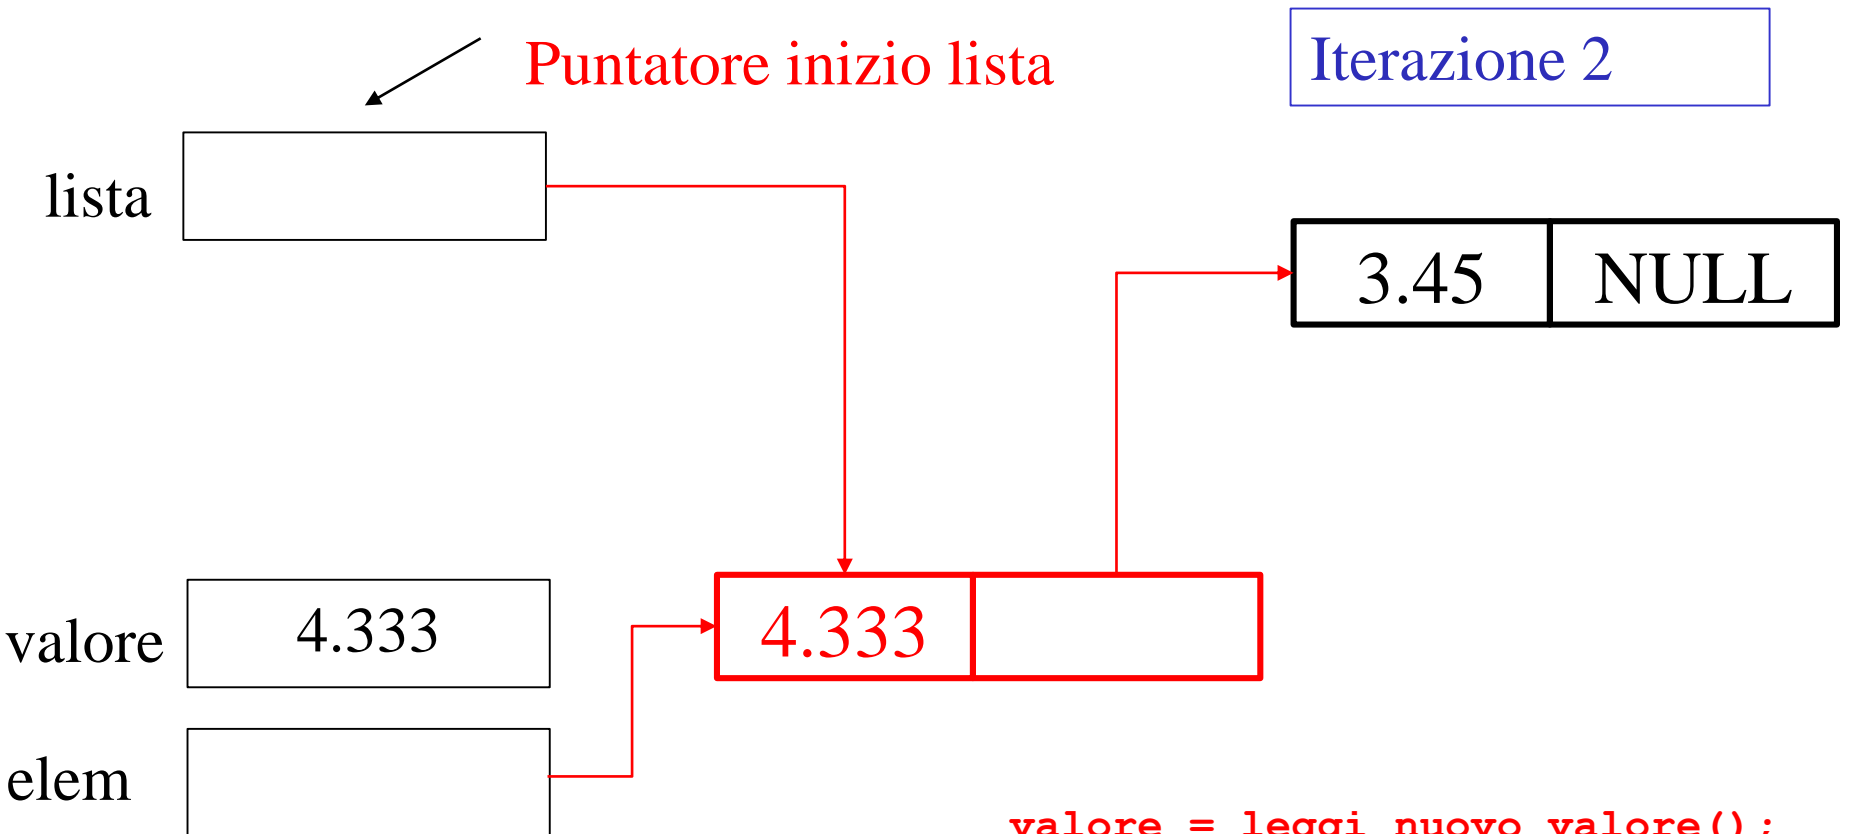 Puntatore inizio lista
Iterazione 2
lista
3.45 NULL
valore 4.333
4.333
elem
valore = leggi_nuovo_valore();